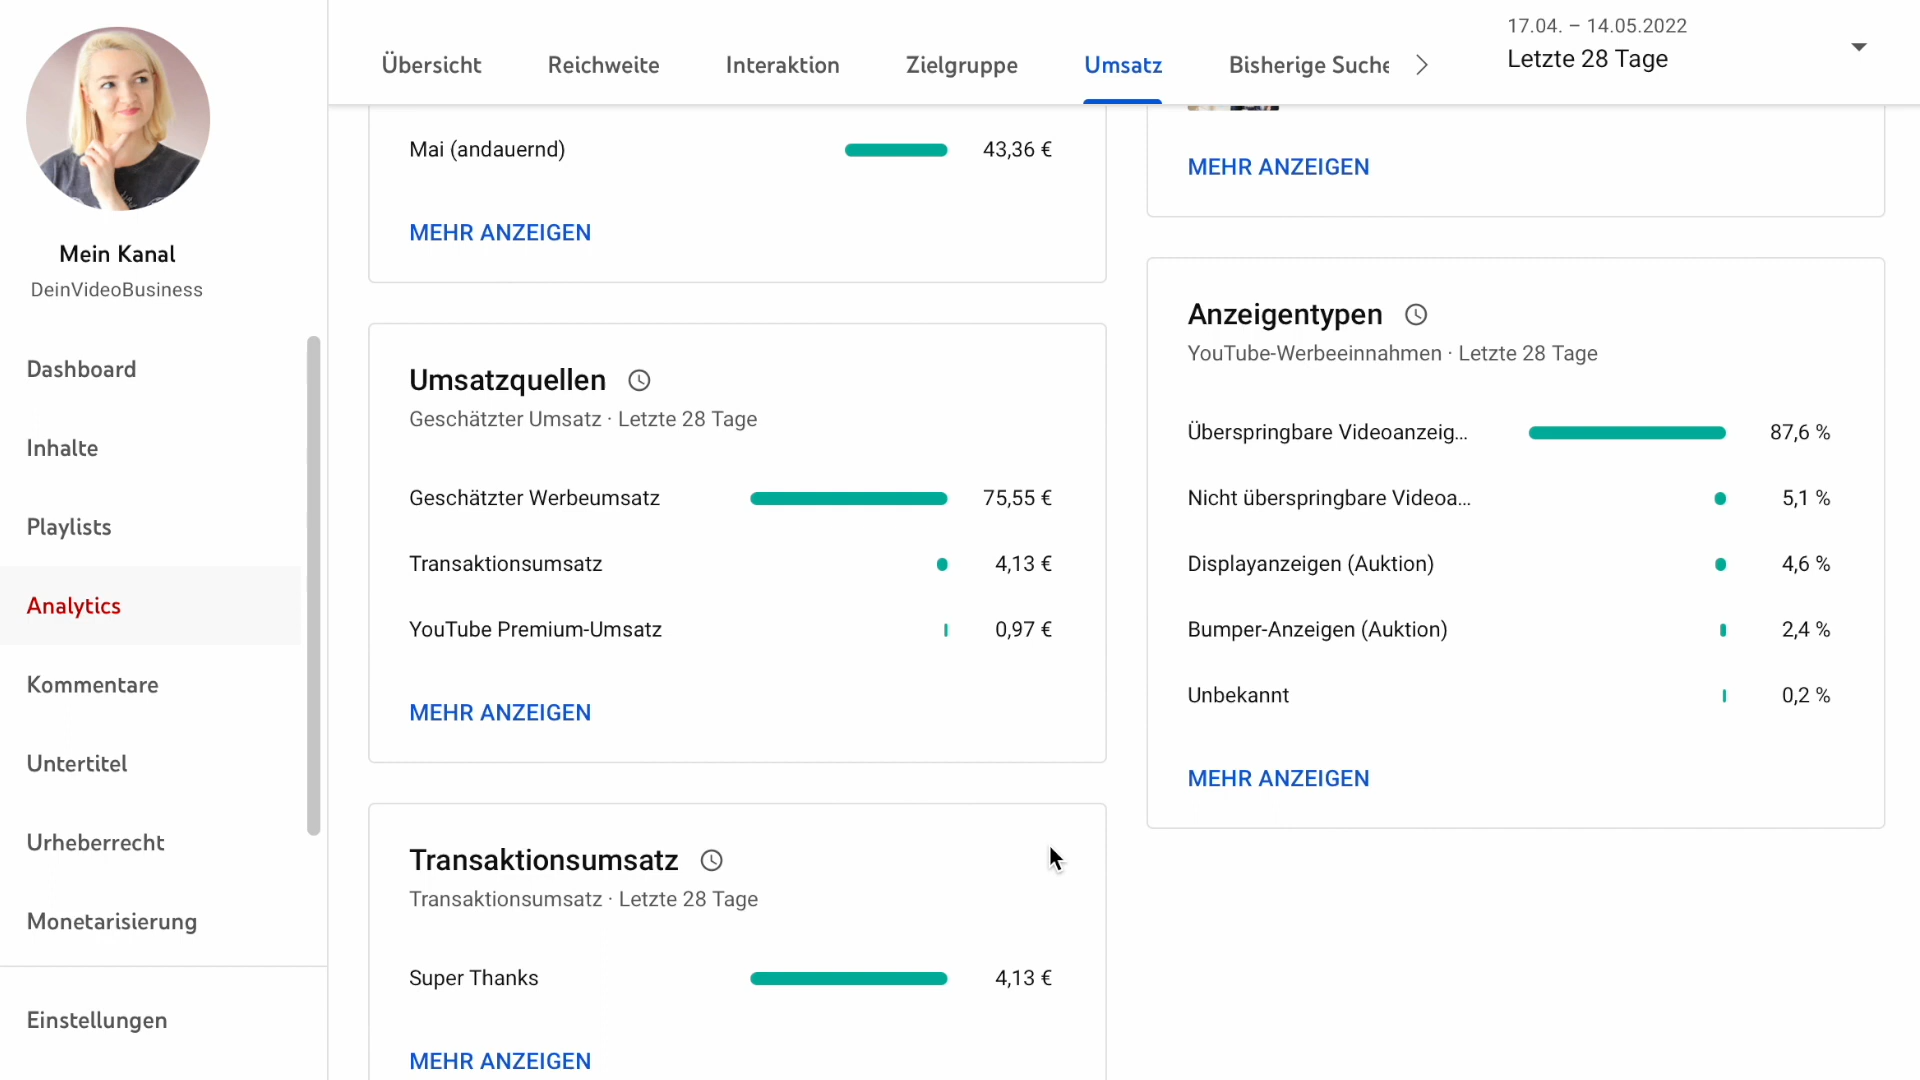 Übersicht
Reichweite
Interaktion
Zielgruppe
Umsatz
Bisherige Suche
17.04. – 14.05.2022
Letzte 28 Tage
Mein Kanal
DeinVideoBusiness
Dashboard
Inhalte
Playlists
Analytics
Kommentare
Untertitel
Urheberrecht
Monetarisierung
Einstellungen
Mai (andauernd) 43,36 €
MEHR ANZEIGEN
Umsatzquellen
Geschätzter Umsatz · Letzte 28 Tage
Geschätzter Werbeumsatz 75,55 €
Transaktionsumsatz 4,13 €
YouTube Premium-Umsatz 0,97 €
MEHR ANZEIGEN
Transaktionsumsatz
Transaktionsumsatz · Letzte 28 Tage
Super Thanks 4,13 €
MEHR ANZEIGEN
MEHR ANZEIGEN
Anzeigentypen
YouTube-Werbeeinnahmen · Letzte 28 Tage
Überspringbare Videoanzeig... 87,6 %
Nicht überspringbare Videoa... 5,1 %
Displayanzeigen (Auktion) 4,6 %
Bumper-Anzeigen (Auktion) 2,4 %
Unbekannt 0,2 %
MEHR ANZEIGEN